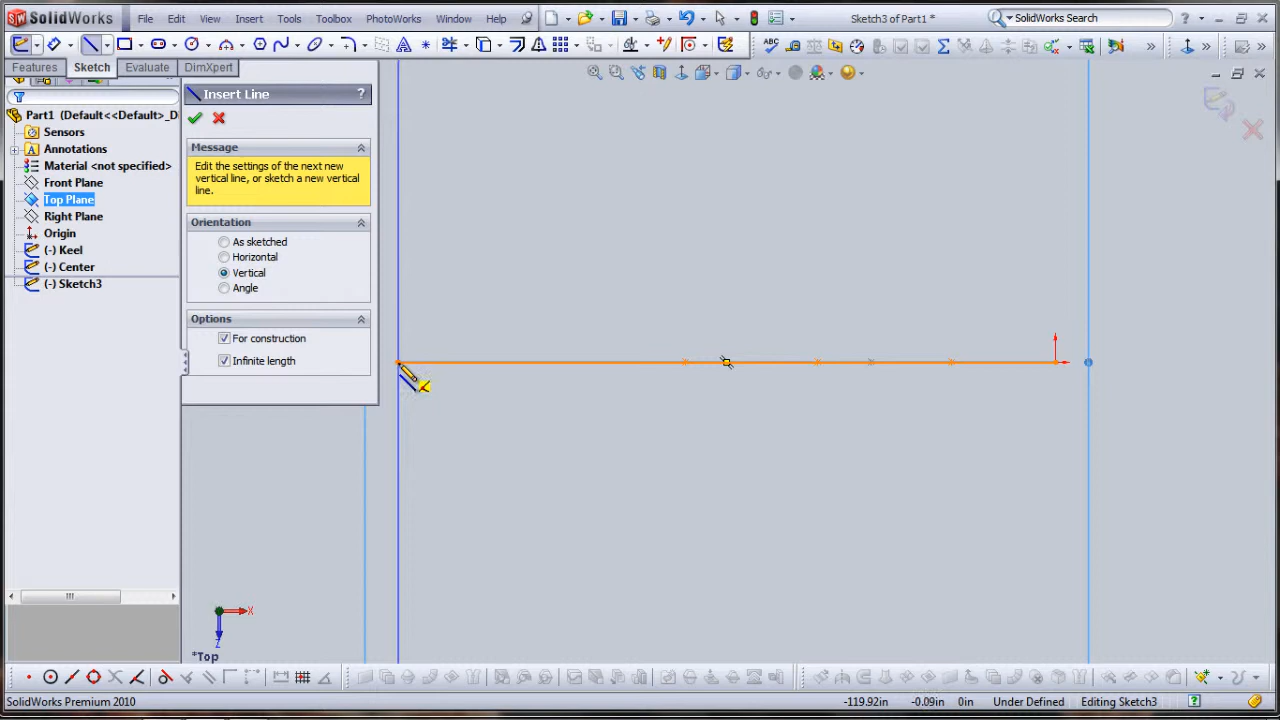 SolidWorks File Edit View Insert Tools Toolbox PhotoWorks Window Help Sketch3 of Part1 * SolidWorks Search ?
ABC
Features Sketch Evaluate DimXpert
Insert Line ?
Part1 (Default<<Default>_D
Sensors
Annotations
Material <not specified>
Front Plane
Top Plane
Right Plane
Origin
(-) Keel
(-) Center
(-) Sketch3
Message
Edit the settings of the next new
vertical line, or sketch a new vertical
line.
Orientation
As sketched
Horizontal
Vertical
Angle
Options
For construction
Infinite length
X
Z
*Top
SolidWorks Premium 2010 -119.92in -0.09in 0in Under Defined Editing Sketch3 ?